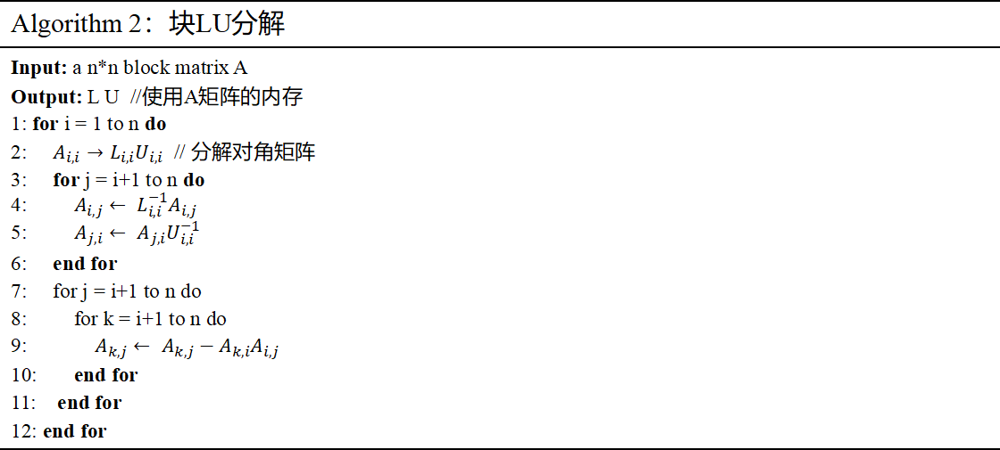 Algorithm 2：块LU分解
Input: a n*n block matrix A
Output: L U //使用A矩阵的内存
1: for i = 1 to n do
2: A_{i,i} → L_{i,i}U_{i,i} // 分解对角矩阵
3: for j = i+1 to n do
4: A_{i,j} ← L_{i,i}^{-1}A_{i,j}
5: A_{j,i} ← A_{j,i}U_{i,i}^{-1}
6: end for
7: for j = i+1 to n do
8: for k = i+1 to n do
9: A_{k,j} ← A_{k,j} − A_{k,i}A_{i,j}
10: end for
11: end for
12: end for